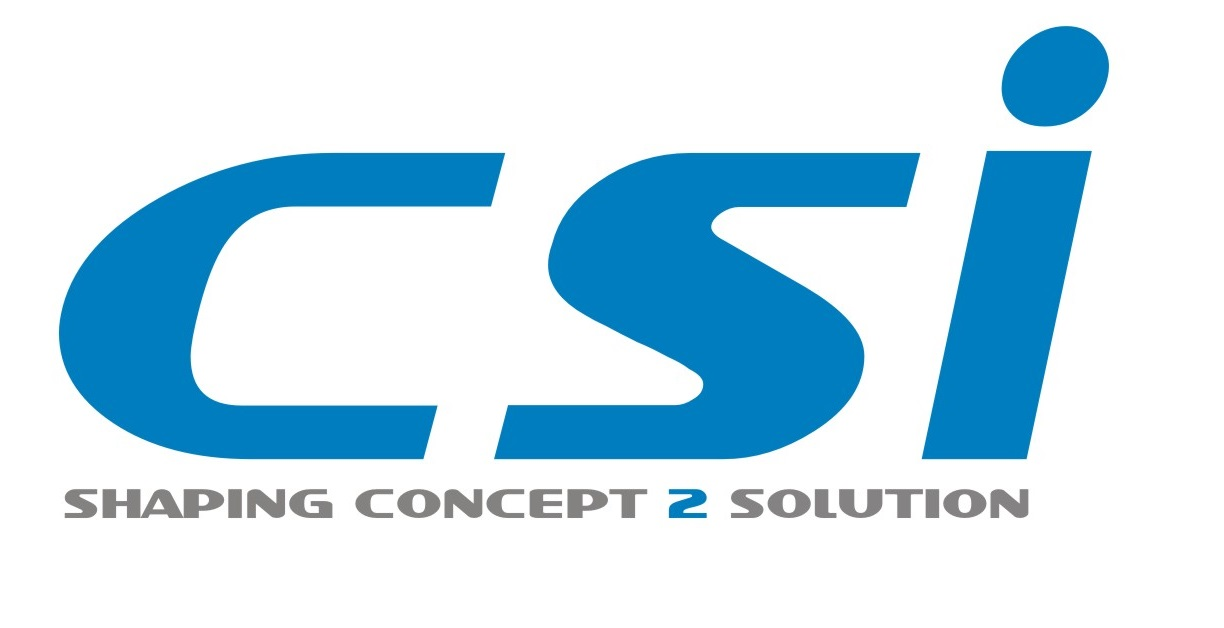 csi
SHAPING CONCEPT 2 SOLUTION